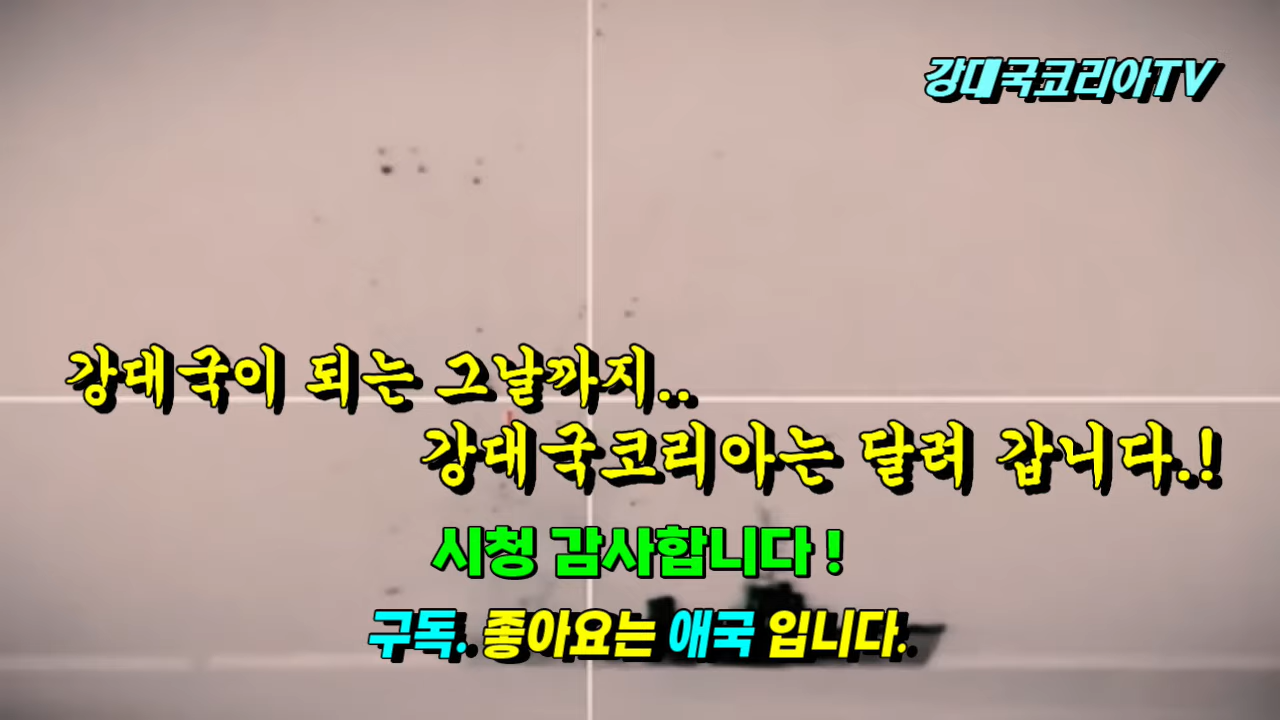 강대국코리아TV
강대국이 되는 그날까지..
강대국코리아는 달려 갑니다.!
시청 감사합니다 !
구독. 좋아요는 애국 입니다.